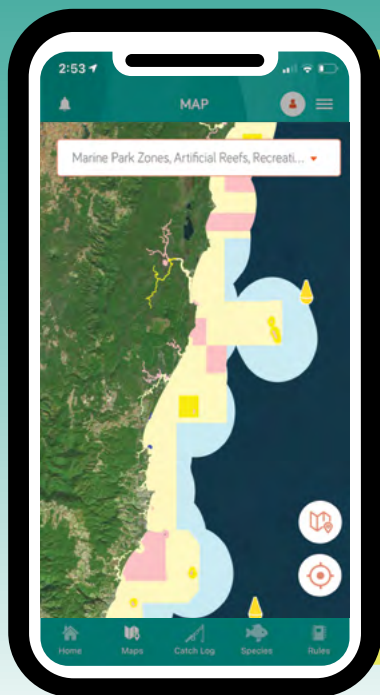 2:53
MAP
Marine Park Zones, Artificial Reefs, Recreati...
Home
Maps
Catch Log
Species
Rules